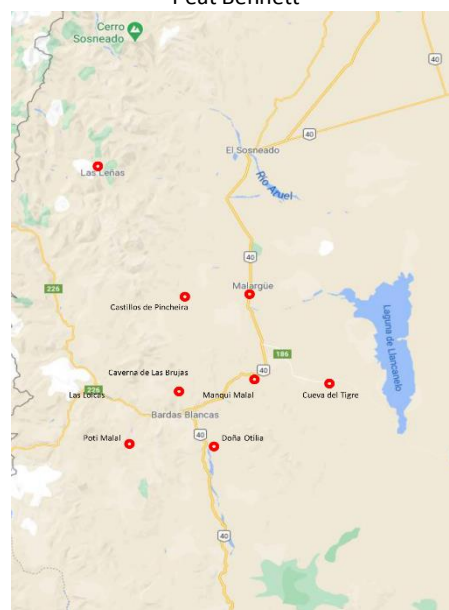 Cerro
Sosneado
40
40
El Sosneado
Las Leñas
Río Atuel
40
226
Malargüe
Castillos de Pincheira
Laguna de Llancanelo
186
Caverna de Las Brujas
40
226
Las Loicas
Manqui Malal
Cueva del Tigre
Bardas Blancas
Poti Malal
40
Doña Otilia
40